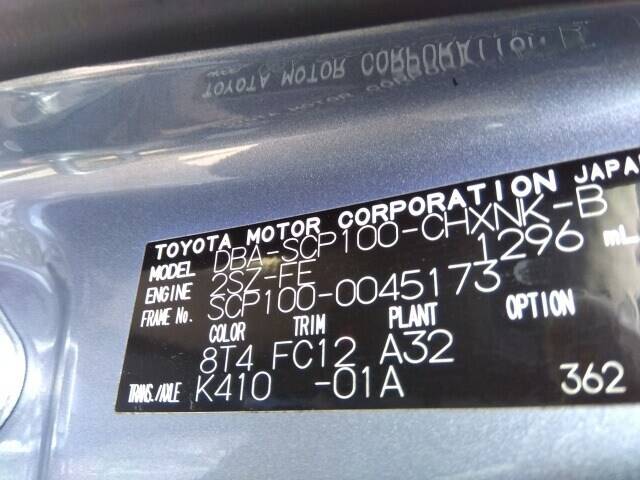 TOYOTA MOTOR CORPORATION JAPAN
MODEL DBA-SCP100-CHXNK-B
ENGINE 2SZ-FE 1296 mL
FRAME No. SCP100-0045173
COLOR TRIM PLANT OPTION
8T4 FC12 A32
TRANS./AXLE K410 -01A 362